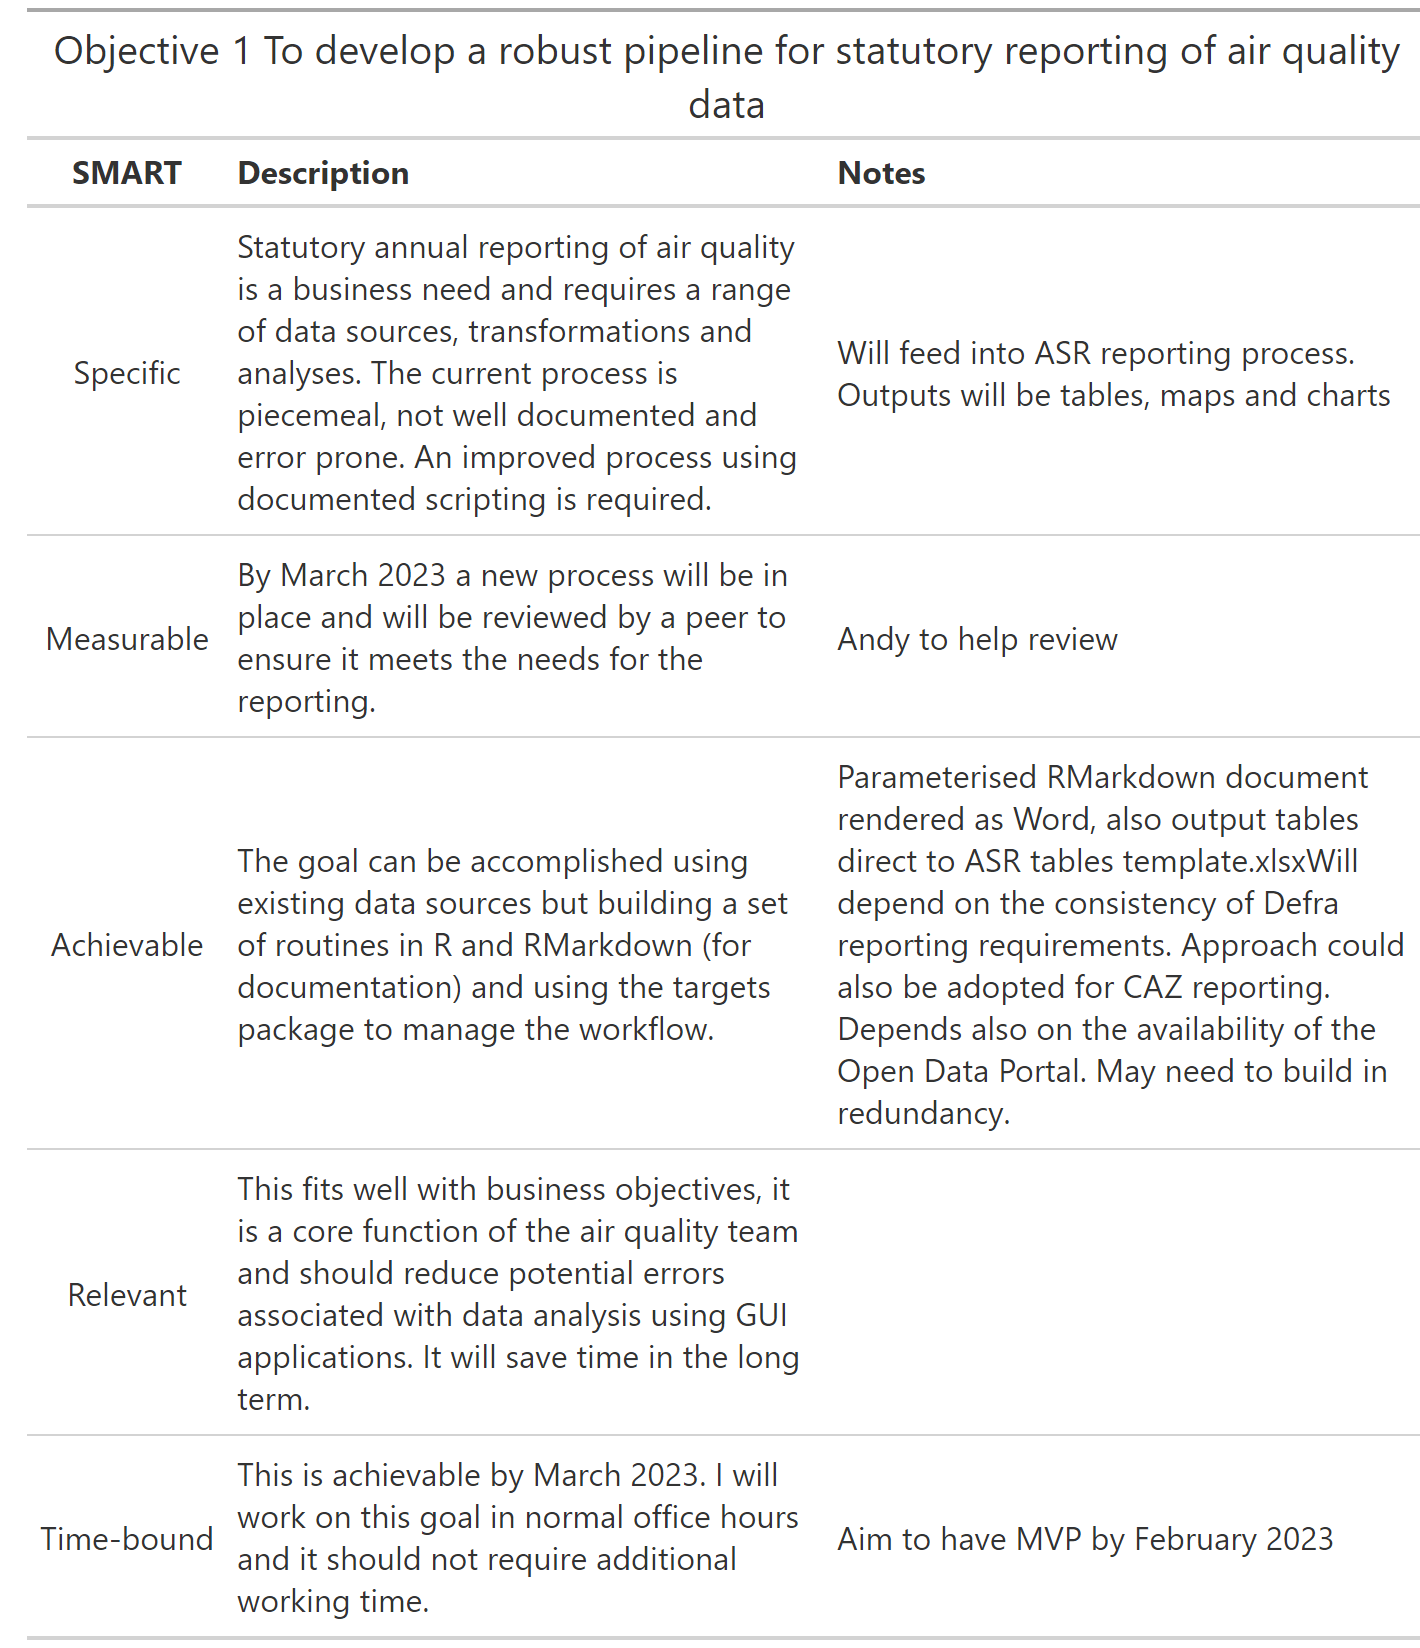 Objective 1 To develop a robust pipeline for statutory reporting of air quality
data
SMART
Description
Notes
Specific
Statutory annual reporting of air quality
is a business need and requires a range
of data sources, transformations and
analyses. The current process is
piecemeal, not well documented and
error prone. An improved process using
documented scripting is required.
Will feed into ASR reporting process.
Outputs will be tables, maps and charts
Measurable
By March 2023 a new process will be in
place and will be reviewed by a peer to
ensure it meets the needs for the
reporting.
Andy to help review
Achievable
The goal can be accomplished using
existing data sources but building a set
of routines in R and RMarkdown (for
documentation) and using the targets
package to manage the workflow.
Parameterised RMarkdown document
rendered as Word, also output tables
direct to ASR tables template.xlsxWill
depend on the consistency of Defra
reporting requirements. Approach could
also be adopted for CAZ reporting.
Depends also on the availability of the
Open Data Portal. May need to build in
redundancy.
Relevant
This fits well with business objectives, it
is a core function of the air quality team
and should reduce potential errors
associated with data analysis using GUI
applications. It will save time in the long
term.
Time-bound
This is achievable by March 2023. I will
work on this goal in normal office hours
and it should not require additional
working time.
Aim to have MVP by February 2023